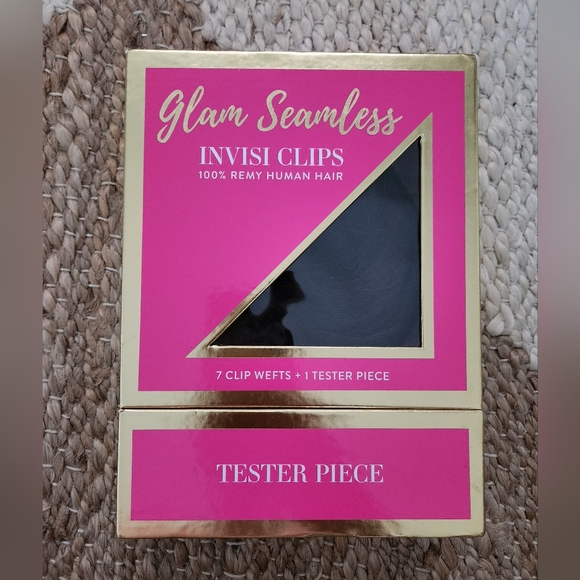 Glam Seamless
INVISI CLIPS
100% REMY HUMAN HAIR
7 CLIP WEFTS + 1 TESTER PIECE
TESTER PIECE